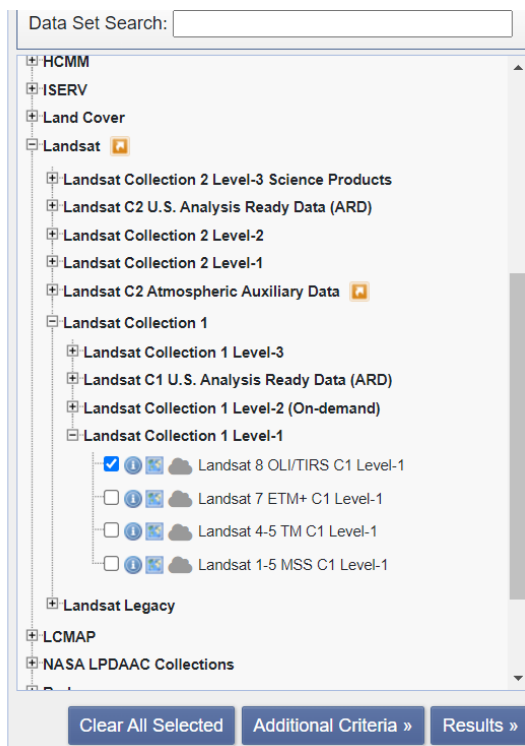 Data Set Search:
HCMM
ISERV
Land Cover
Landsat
Landsat Collection 2 Level-3 Science Products
Landsat C2 U.S. Analysis Ready Data (ARD)
Landsat Collection 2 Level-2
Landsat Collection 2 Level-1
Landsat C2 Atmospheric Auxiliary Data
Landsat Collection 1
Landsat Collection 1 Level-3
Landsat C1 U.S. Analysis Ready Data (ARD)
Landsat Collection 1 Level-2 (On-demand)
Landsat Collection 1 Level-1
Landsat 8 OLI/TIRS C1 Level-1
Landsat 7 ETM+ C1 Level-1
Landsat 4-5 TM C1 Level-1
Landsat 1-5 MSS C1 Level-1
Landsat Legacy
LCMAP
NASA LPDAAC Collections
Clear All Selected Additional Criteria » Results »